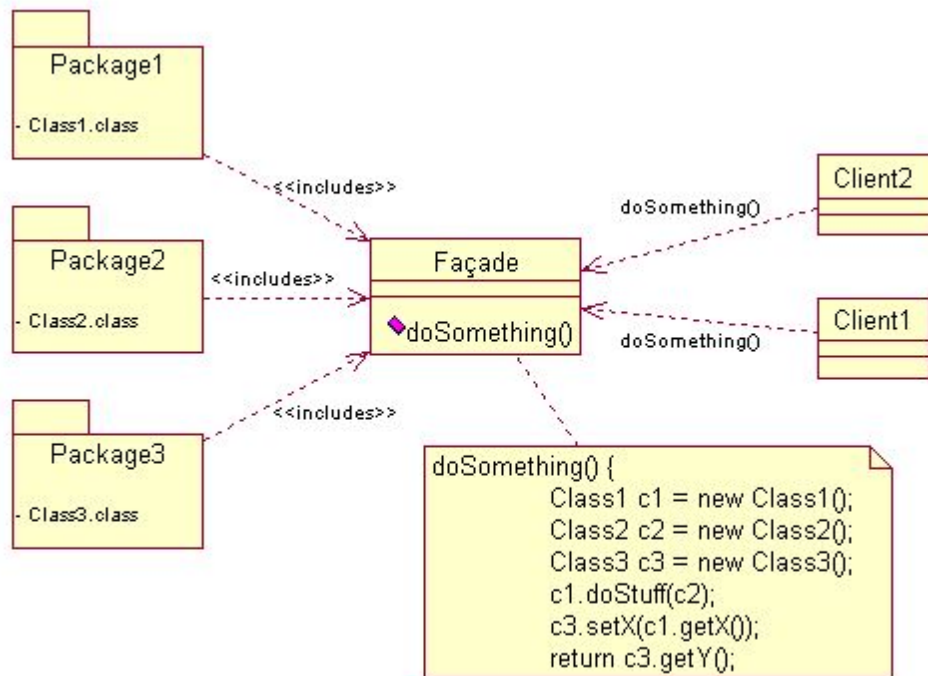 Package1
- Class1.class
<<includes>>
Package2
- Class2.class
<<includes>>
Package3
- Class3.class
<<includes>>
Façade
doSomething()
doSomething()
Client2
doSomething()
Client1
doSomething() {
Class1 c1 = new Class1();
Class2 c2 = new Class2();
Class3 c3 = new Class3();
c1.doStuff(c2);
c3.setX(c1.getX());
return c3.getY();